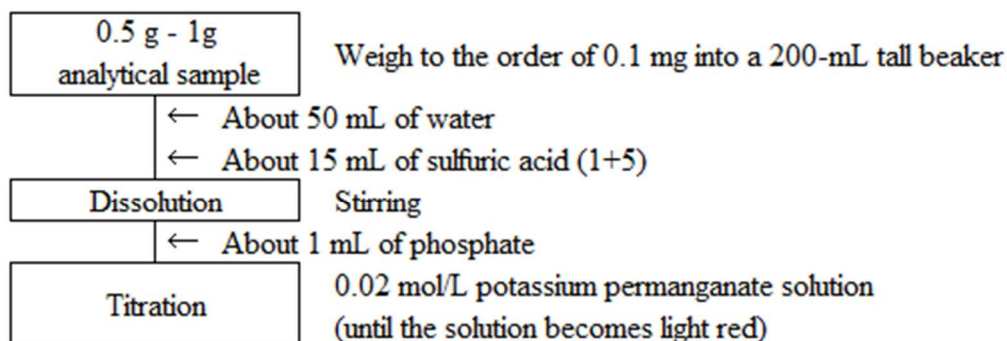 0.5 g - 1g
analytical sample
Weigh to the order of 0.1 mg into a 200-mL tall beaker
← About 50 mL of water
← About 15 mL of sulfuric acid (1+5)
Dissolution
Stirring
← About 1 mL of phosphate
Titration
0.02 mol/L potassium permanganate solution
(until the solution becomes light red)